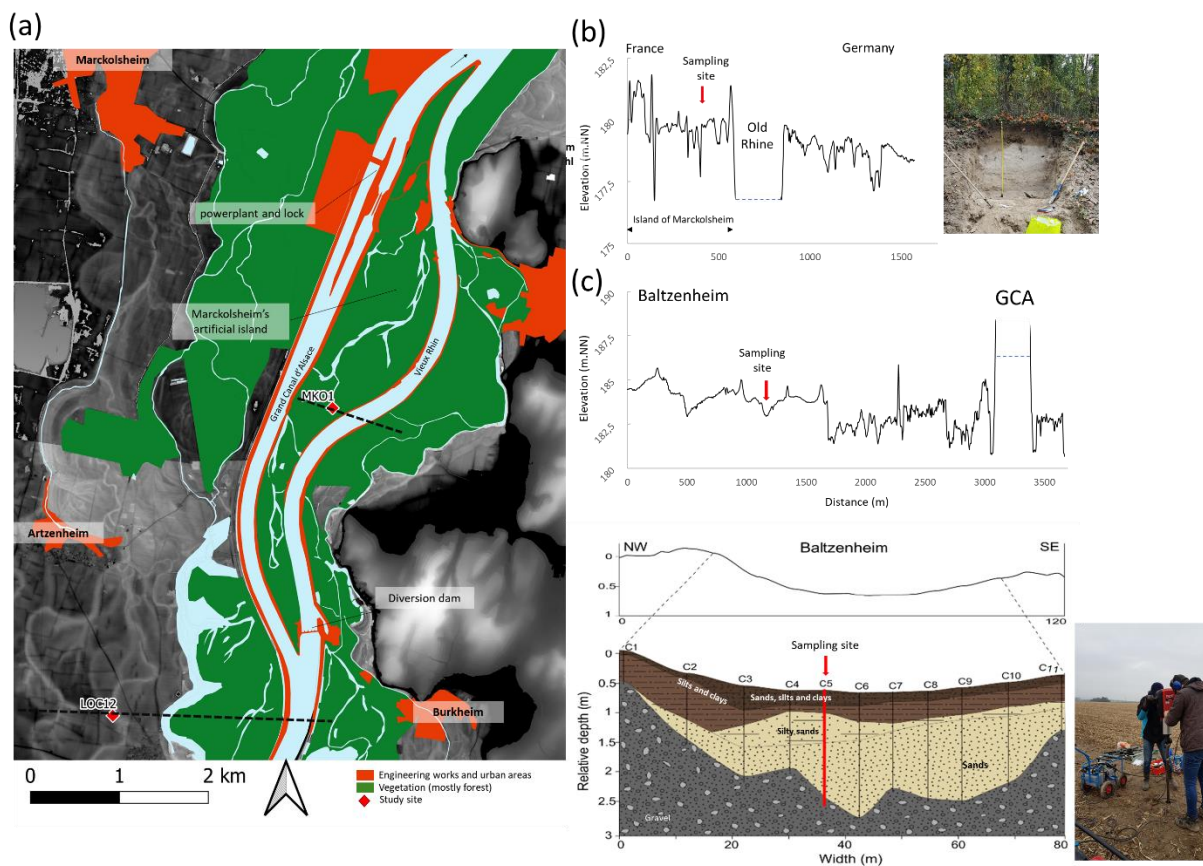 (a)
Marckolsheim
powerplant and lock
Marckolsheim's
artificial island
Grand Canal d'Alsace
Vieux Rhin
MKO1
Artzenheim
Diversion dam
LOC12
Burkheim
0 1 2 km
Engineering works and urban areas
Vegetation (mostly forest)
Study site
(b)
France Germany
Sampling
site
Old
Rhine
Elevation (m.NN)
182,5
180
177,5
175
Island of Marckolsheim
0 500 1000 1500
(c)
Baltzenheim GCA
Sampling
site
Elevation (m.NN)
190
187,5
185
182,5
180
0 500 1000 1500 2000 2500 3000 3500
Distance (m)
NW Baltzenheim SE
0
0.5
1
0 120
Sampling site
C1 C2 C3 C4 C5 C6 C7 C8 C9 C10 C11
Silts and clays
Sands, silts and clays
Silty sands
Sands
Gravel
Relative depth (m)
0
0.5
1
1.5
2
2.5
3
0 20 40 60 80
Width (m)